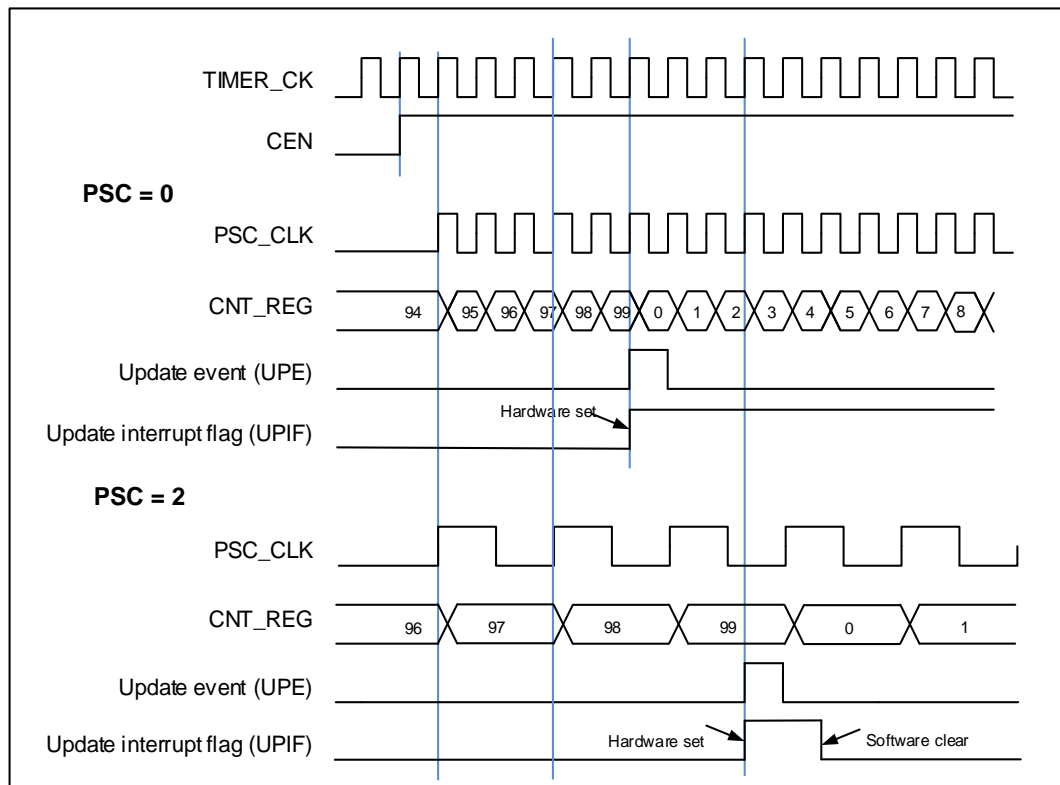 TIMER_CK
CEN
PSC = 0
PSC_CLK
CNT_REG 94 95 96 97 98 99 0 1 2 3 4 5 6 7 8
Update event (UPE)
Hardware set
Update interrupt flag (UPIF)
PSC = 2
PSC_CLK
CNT_REG 96 97 98 99 0 1
Update event (UPE)
Update interrupt flag (UPIF) Hardware set Software clear